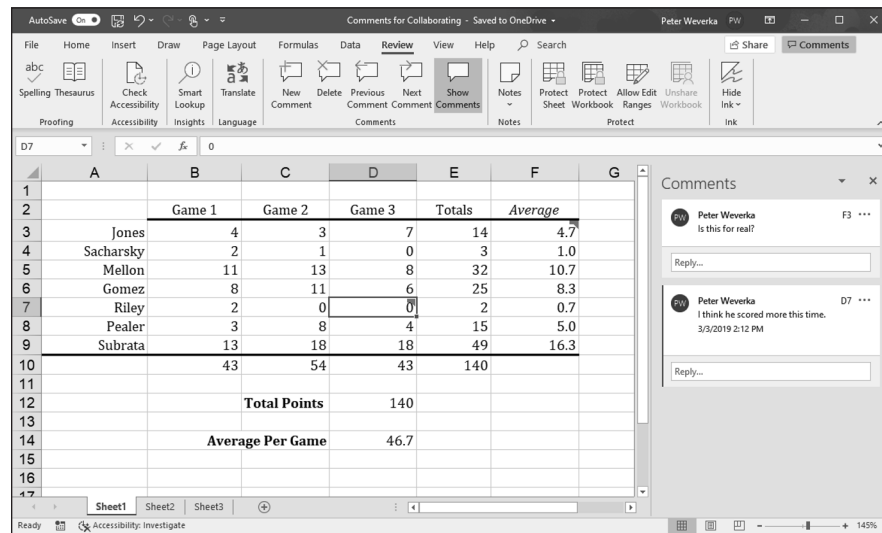 AutoSave On Comments for Collaborating - Saved to OneDrive Peter Weverka PW
File Home Insert Draw Page Layout Formulas Data Review View Help Search Share Comments
abc
Spelling Thesaurus Check Accessibility Smart Lookup Translate New Comment Delete Previous Comment Next Comment Show Comments Notes Protect Sheet Protect Workbook Allow Edit Ranges Unshare Workbook Hide Ink
Proofing Accessibility Insights Language Comments Notes Protect Ink
D7 fx 0
A B C D E F G
1
2 Game 1 Game 2 Game 3 Totals Average
3 Jones 4 3 7 14 4.7
4 Sacharsky 2 1 0 3 1.0
5 Mellon 11 13 8 32 10.7
6 Gomez 8 11 6 25 8.3
7 Riley 2 0 0 2 0.7
8 Pealer 3 8 4 15 5.0
9 Subrata 13 18 18 49 16.3
10 43 54 43 140
11
12 Total Points 140
13
14 Average Per Game 46.7
15
16
17
Comments
PW Peter Weverka F3
Is this for real?
Reply...
PW Peter Weverka D7
I think he scored more this time.
3/3/2019 2:12 PM
Reply...
Sheet1 Sheet2 Sheet3
Ready Accessibility: Investigate 145%